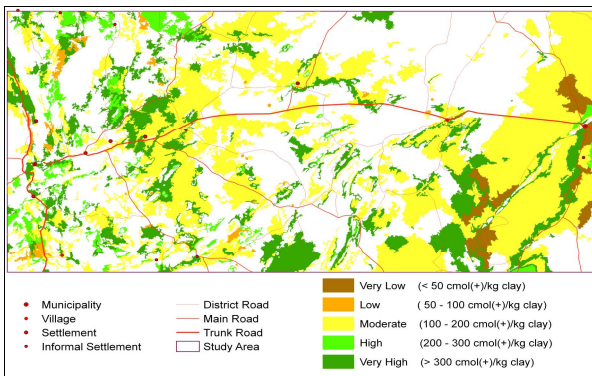 Municipality
Village
Settlement
Informal Settlement
District Road
Main Road
Trunk Road
Study Area
Very Low (< 50 cmol(+)/kg clay)
Low ( 50 - 100 cmol(+)/kg clay)
Moderate (100 - 200 cmol(+)/kg clay)
High (200 - 300 cmol(+)/kg clay)
Very High (> 300 cmol(+)/kg clay)